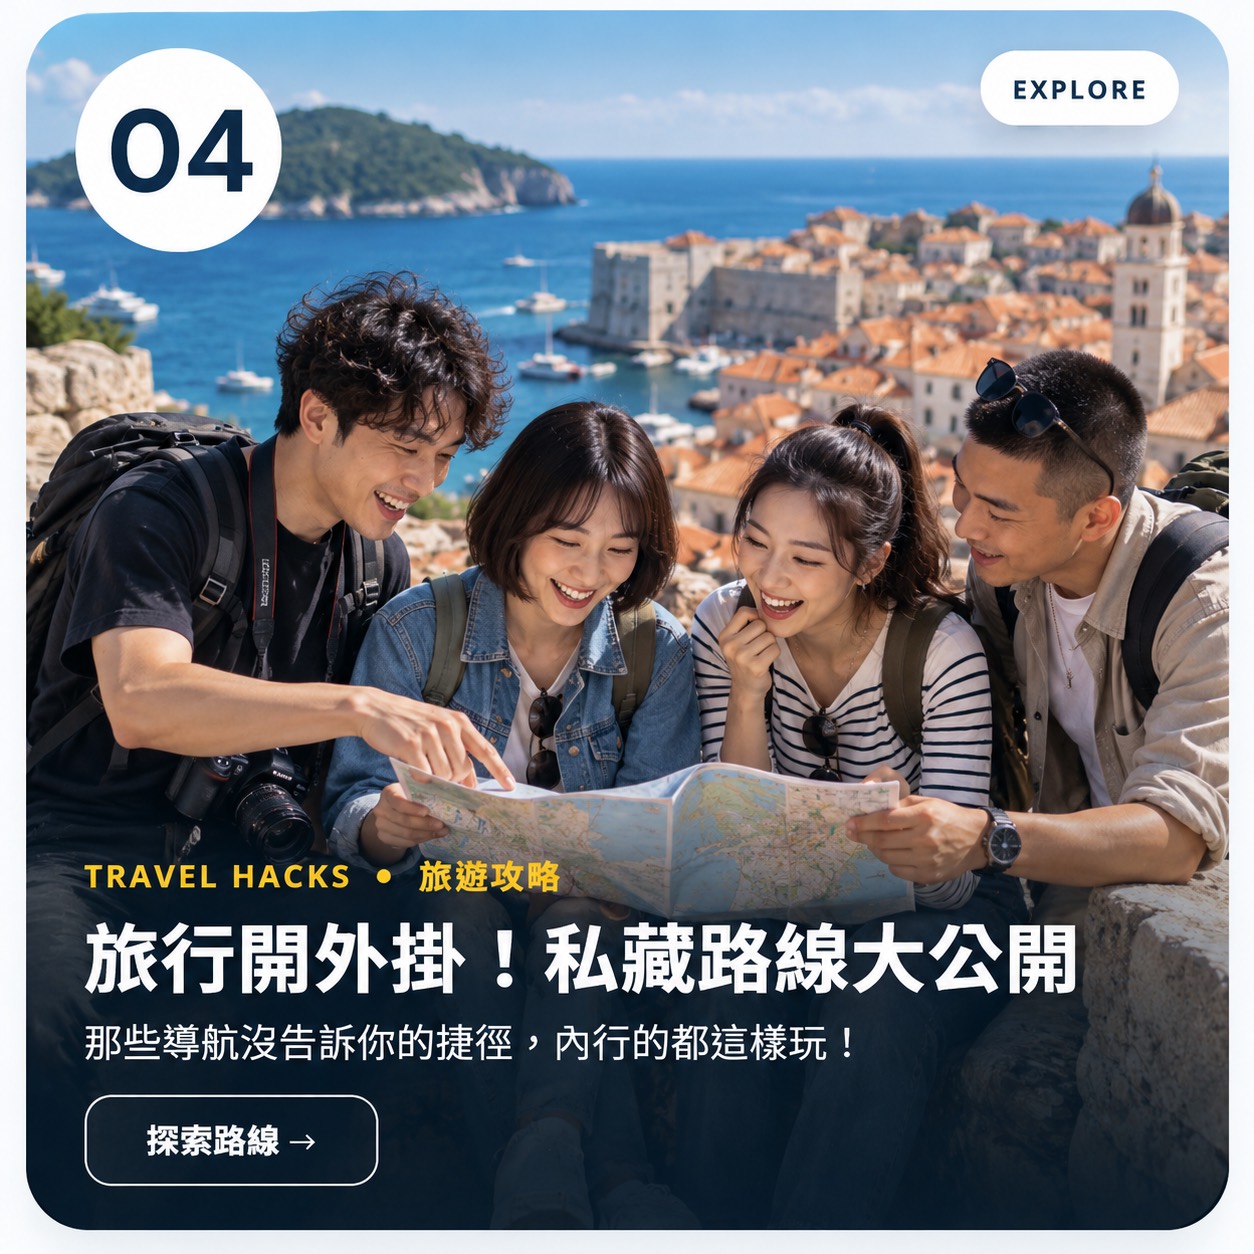 04
EXPLORE
TRAVEL HACKS • 旅遊攻略
旅行開外掛！私藏路線大公開
那些導航沒告訴你的捷徑，內行的都這樣玩！
探索路線 →